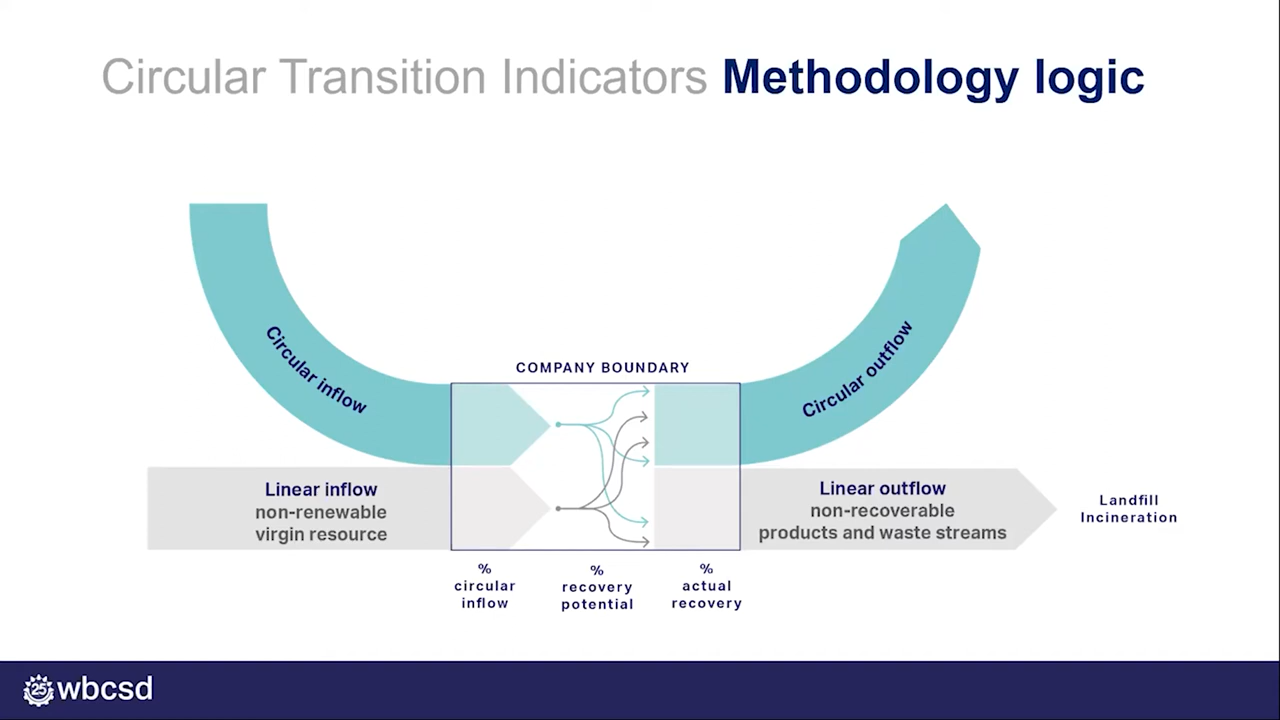 Circular Transition Indicators Methodology logic
Circular inflow
COMPANY BOUNDARY
Circular outflow
Linear inflow
non-renewable
virgin resource
Linear outflow
non-recoverable
products and waste streams
Landfill
Incineration
%
circular
inflow
%
recovery
potential
%
actual
recovery
25
wbcsd